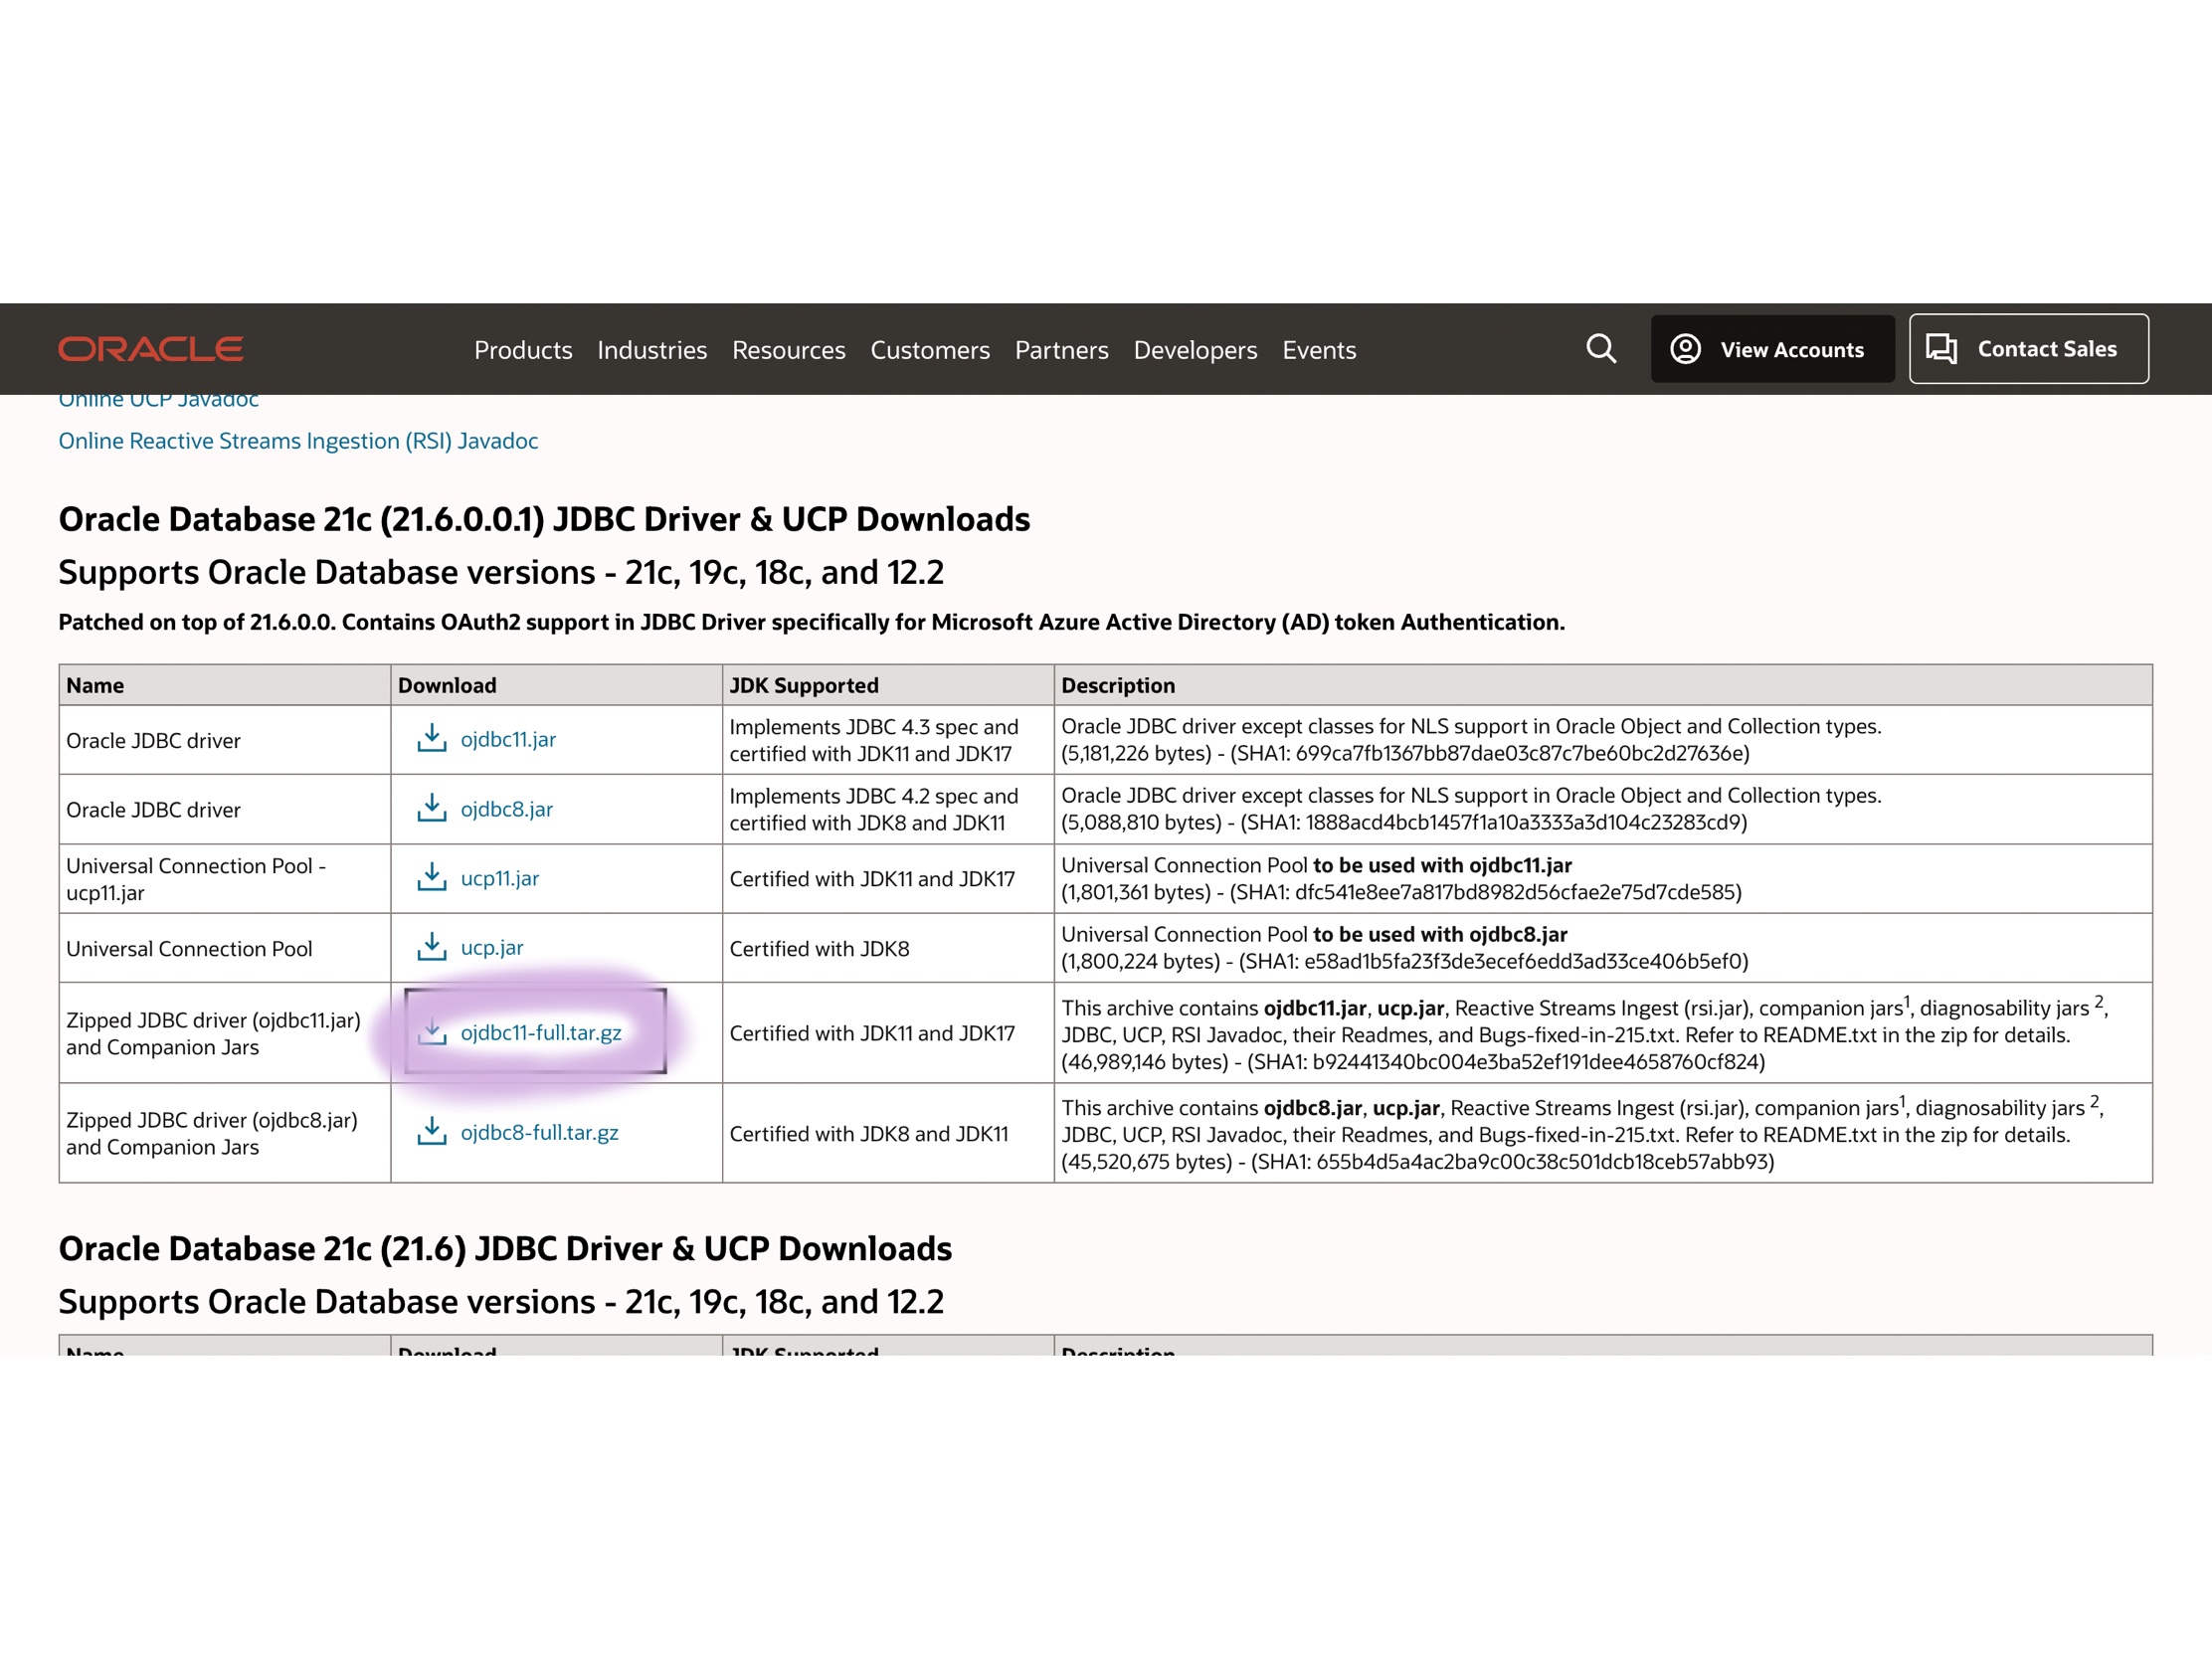 ORACLE
Products Industries Resources Customers Partners Developers Events
View Accounts
Contact Sales
Online UCP Javadoc
Online Reactive Streams Ingestion (RSI) Javadoc
Oracle Database 21c (21.6.0.0.1) JDBC Driver & UCP Downloads
Supports Oracle Database versions - 21c, 19c, 18c, and 12.2
Patched on top of 21.6.0.0. Contains OAuth2 support in JDBC Driver specifically for Microsoft Azure Active Directory (AD) token Authentication.
Name Download JDK Supported Description
Oracle JDBC driver
ojdbc11.jar
Implements JDBC 4.3 spec and
certified with JDK11 and JDK17
Oracle JDBC driver except classes for NLS support in Oracle Object and Collection types.
(5,181,226 bytes) - (SHA1: 699ca7fb1367bb87dae03c87c7be60bc2d27636e)
Oracle JDBC driver
ojdbc8.jar
Implements JDBC 4.2 spec and
certified with JDK8 and JDK11
Oracle JDBC driver except classes for NLS support in Oracle Object and Collection types.
(5,088,810 bytes) - (SHA1: 1888acd4bcb1457f1a10a3333a3d104c23283cd9)
Universal Connection Pool -
ucp11.jar
ucp11.jar
Certified with JDK11 and JDK17
Universal Connection Pool to be used with ojdbc11.jar
(1,801,361 bytes) - (SHA1: dfc541e8ee7a817bd8982d56cfae2e75d7cde585)
Universal Connection Pool
ucp.jar
Certified with JDK8
Universal Connection Pool to be used with ojdbc8.jar
(1,800,224 bytes) - (SHA1: e58ad1b5fa23f3de3ecef6edd3ad33ce406b5ef0)
Zipped JDBC driver (ojdbc11.jar)
and Companion Jars
ojdbc11-full.tar.gz
Certified with JDK11 and JDK17
This archive contains ojdbc11.jar, ucp.jar, Reactive Streams Ingest (rsi.jar), companion jars1, diagnosability jars 2,
JDBC, UCP, RSI Javadoc, their Readmes, and Bugs-fixed-in-215.txt. Refer to README.txt in the zip for details.
(46,989,146 bytes) - (SHA1: b92441340bc004e3ba52ef191dee4658760cf824)
Zipped JDBC driver (ojdbc8.jar)
and Companion Jars
ojdbc8-full.tar.gz
Certified with JDK8 and JDK11
This archive contains ojdbc8.jar, ucp.jar, Reactive Streams Ingest (rsi.jar), companion jars1, diagnosability jars 2,
JDBC, UCP, RSI Javadoc, their Readmes, and Bugs-fixed-in-215.txt. Refer to README.txt in the zip for details.
(45,520,675 bytes) - (SHA1: 655b4d5a4ac2ba9c00c38c501dcb18ceb57abb93)
Oracle Database 21c (21.6) JDBC Driver & UCP Downloads
Supports Oracle Database versions - 21c, 19c, 18c, and 12.2
Name Download JDK Supported Description